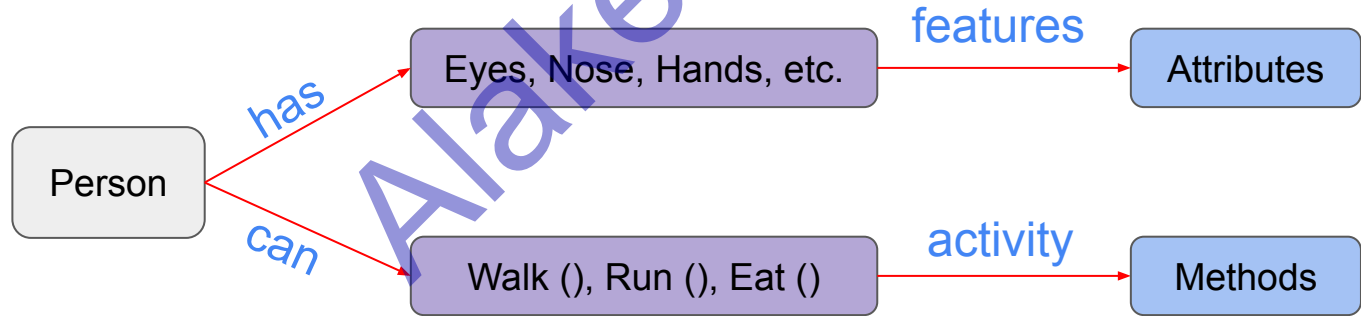 features
Eyes, Nose, Hands, etc.
Attributes
has
Person
can
activity
Walk (), Run (), Eat ()
Methods
Alake